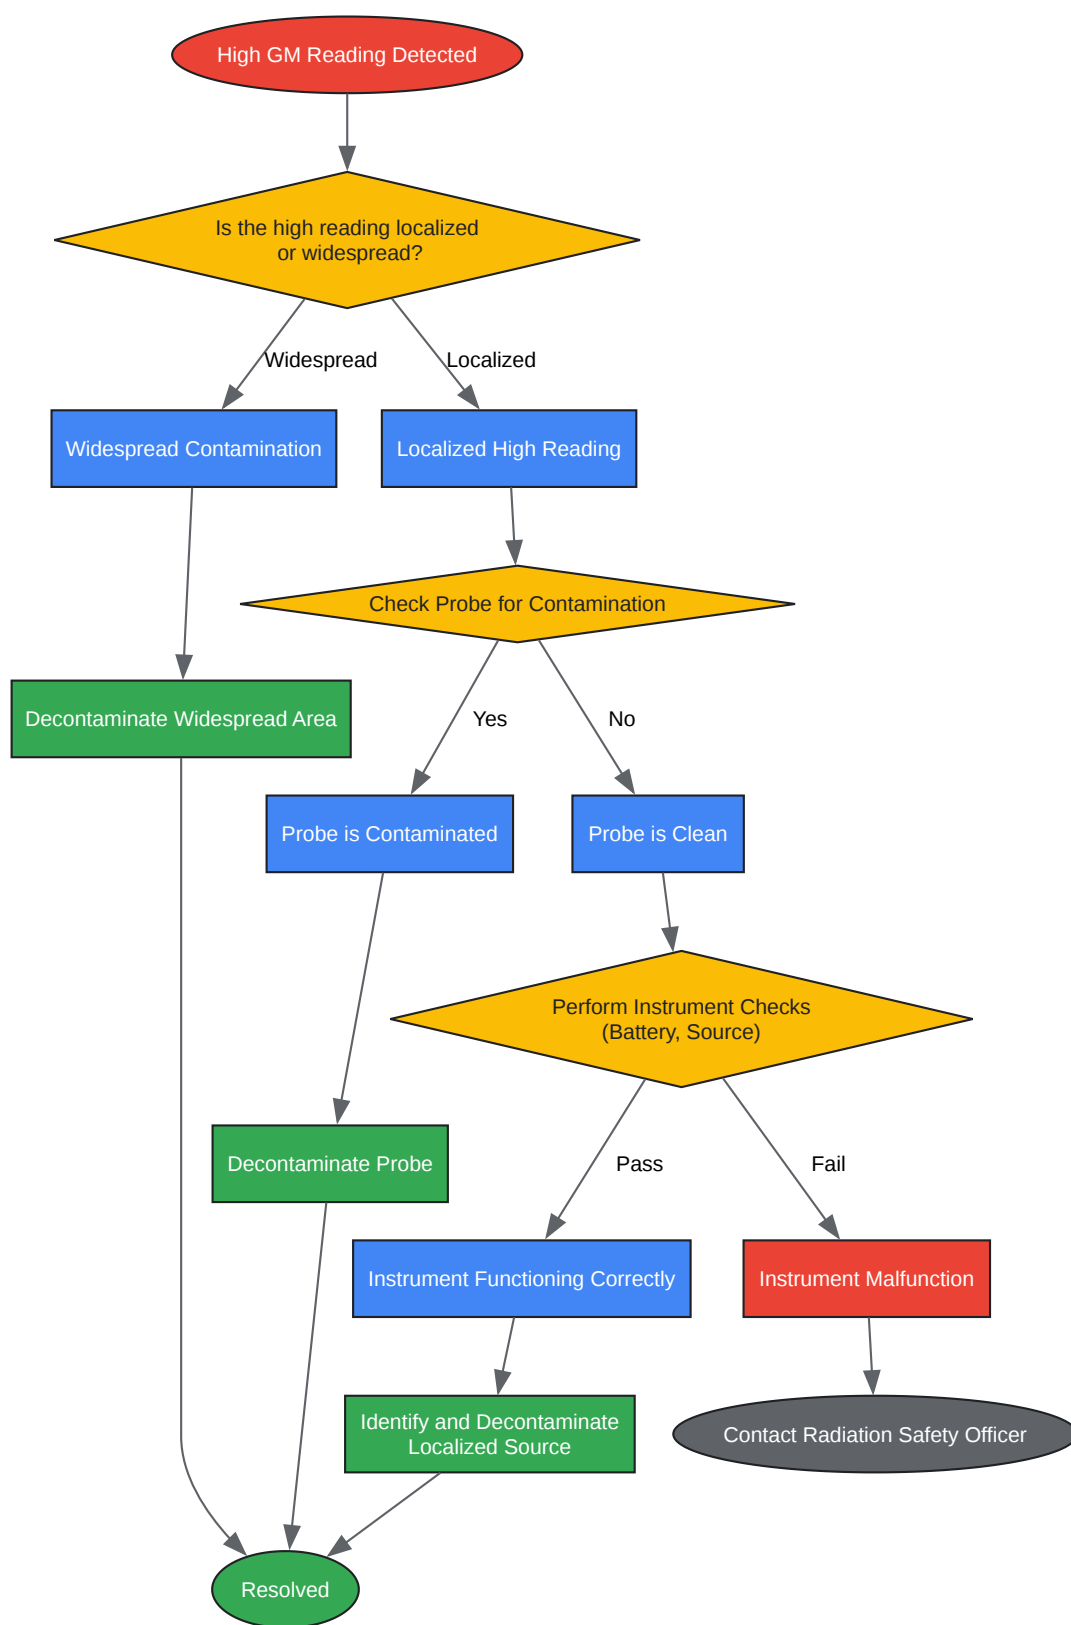 High GM Reading Detected
Is the high reading localized
or widespread?
Widespread
Localized
Widespread Contamination
Localized High Reading
Check Probe for Contamination
Decontaminate Widespread Area
Yes
No
Probe is Contaminated
Probe is Clean
Perform Instrument Checks
(Battery, Source)
Decontaminate Probe
Pass
Fail
Instrument Functioning Correctly
Instrument Malfunction
Identify and Decontaminate
Localized Source
Contact Radiation Safety Officer
Resolved